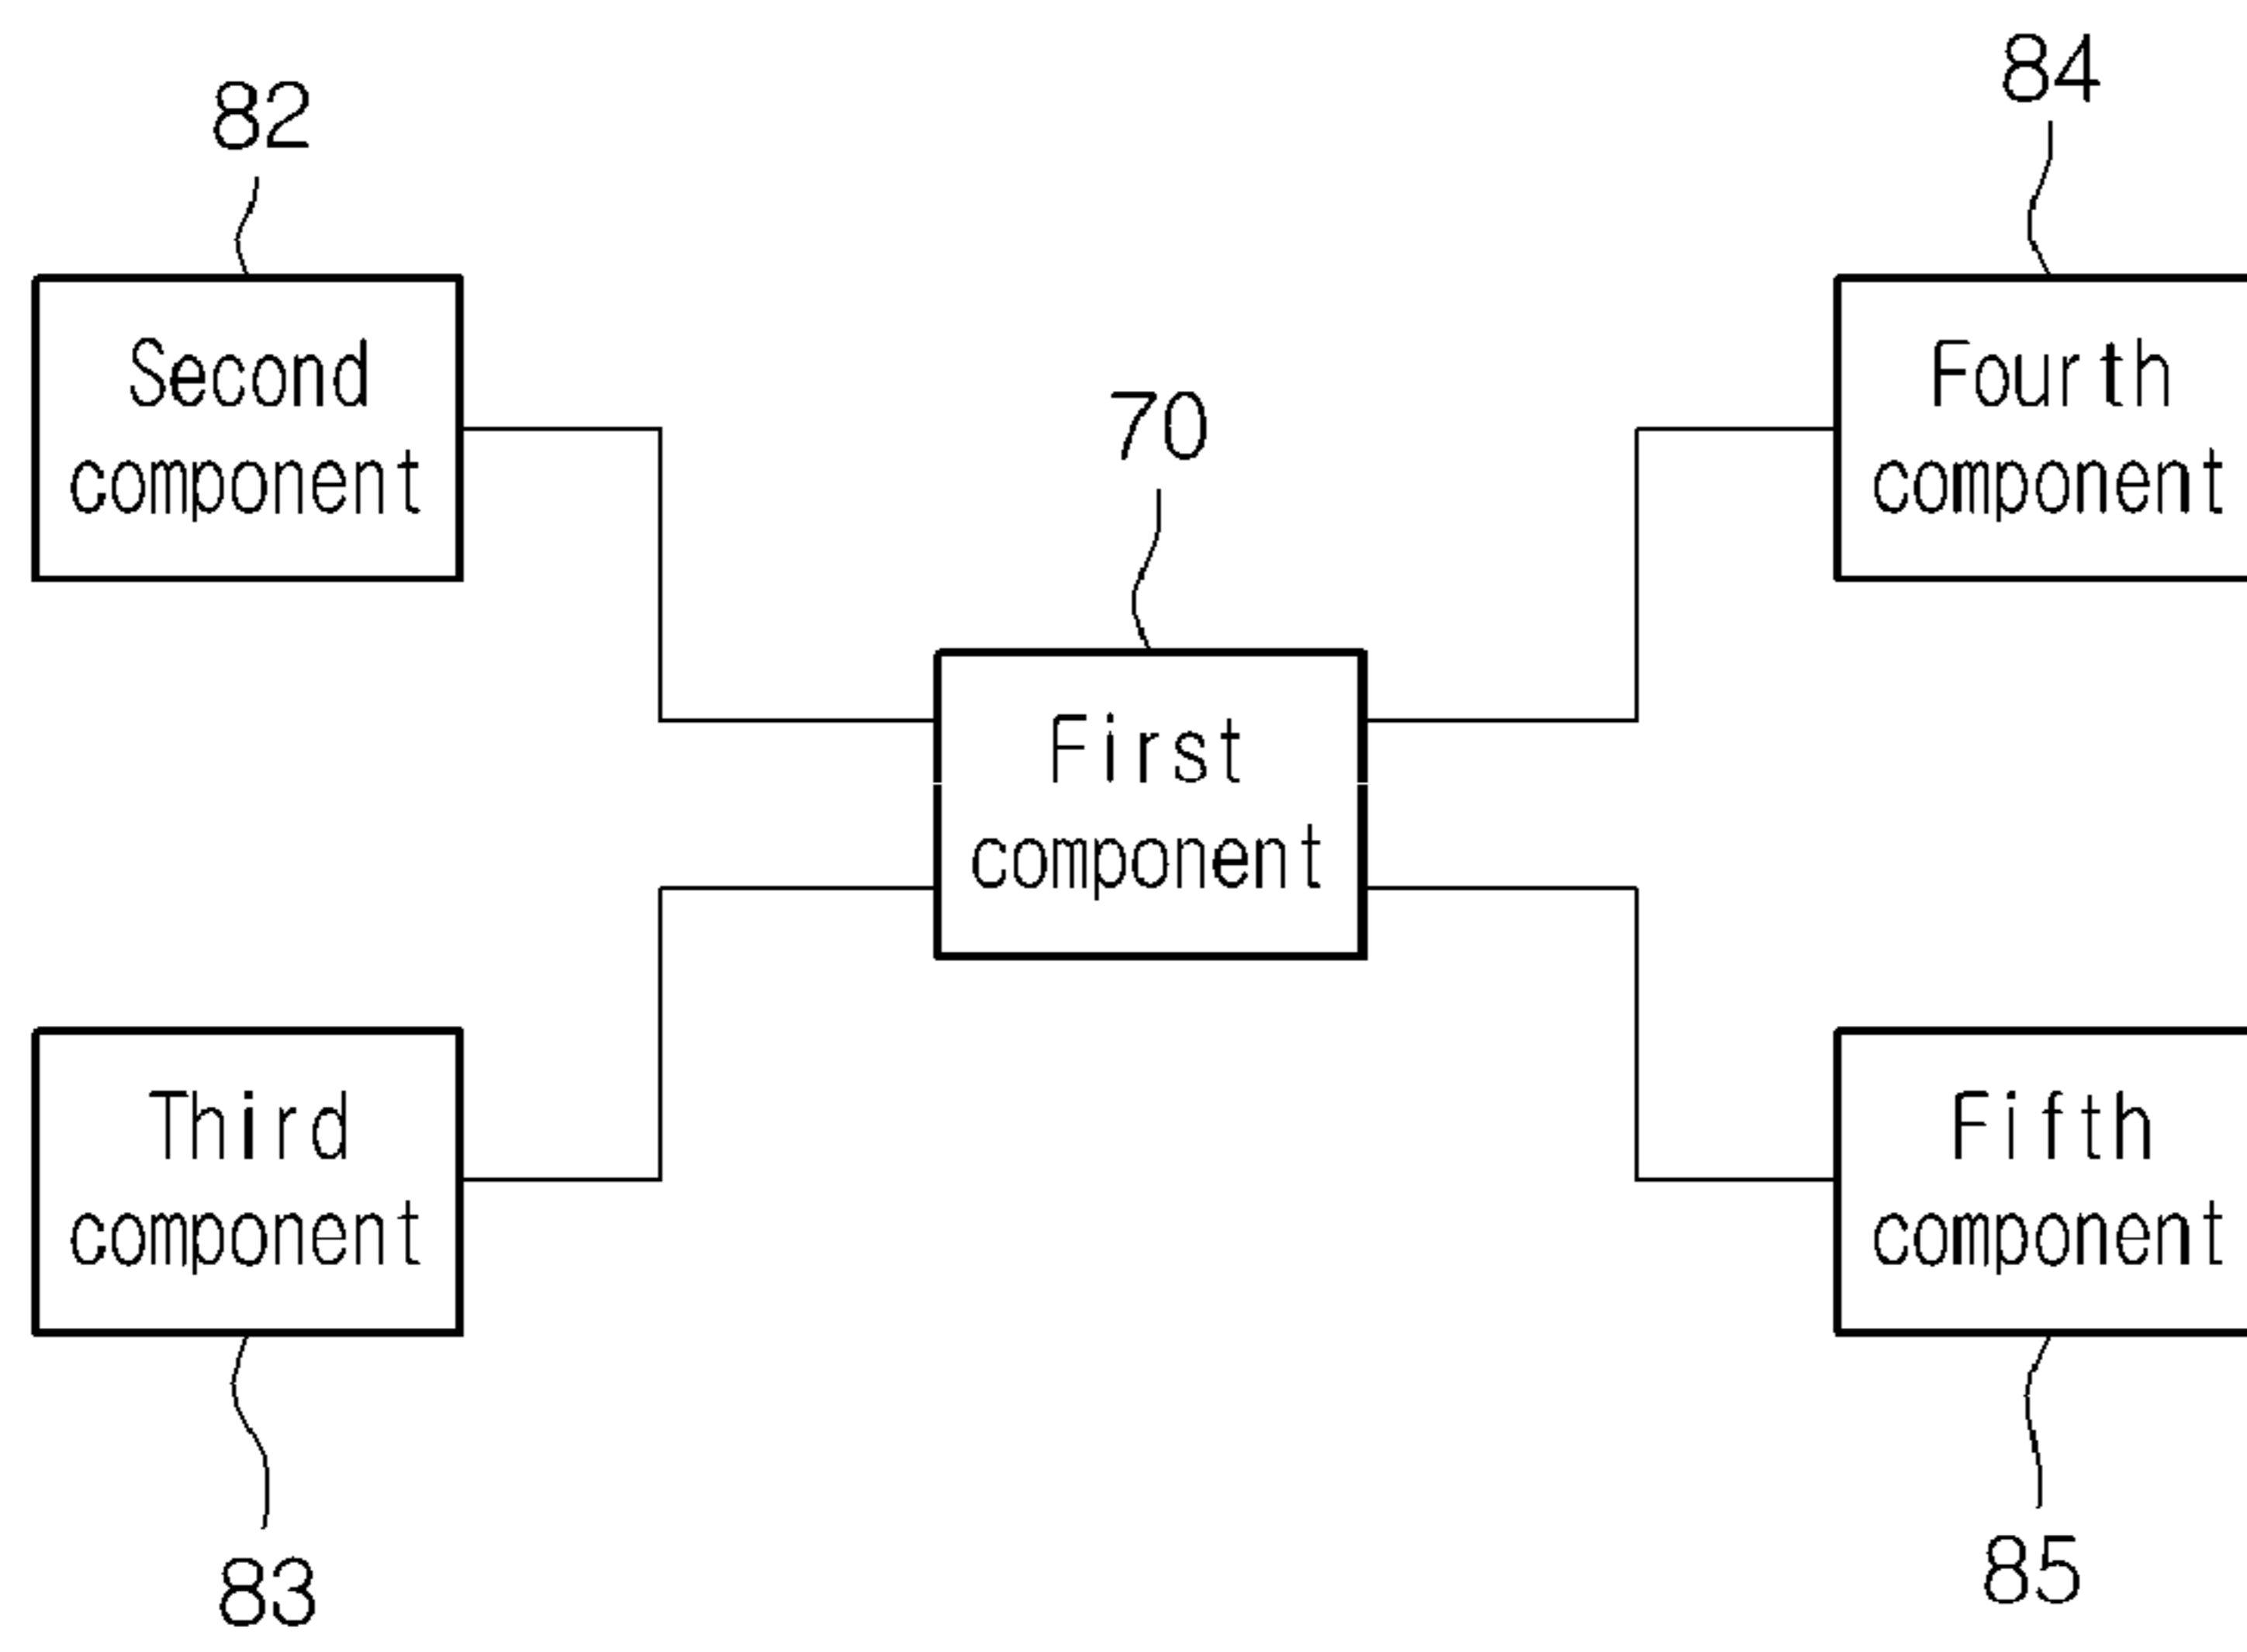 82
84
Second
component
Fourth
component
70
First
component
Third
component
Fifth
component
83
85